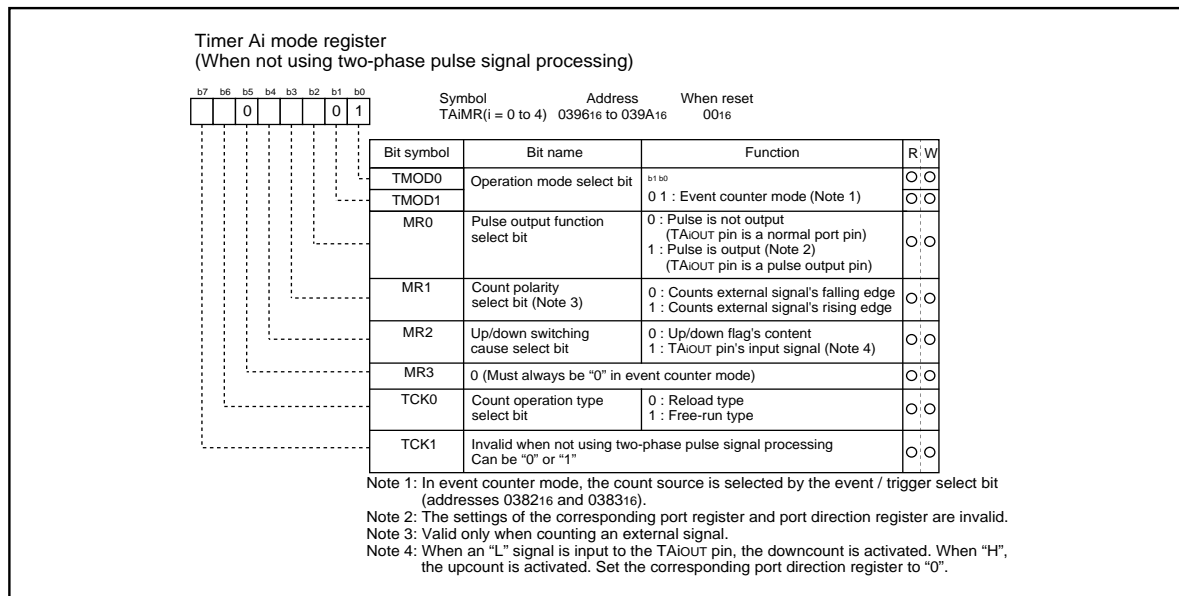 Timer Ai mode register
(When not using two-phase pulse signal processing)
b7 b6 b5 b4 b3 b2 b1 b0
0 0 1
Symbol Address When reset
TAiMR(i = 0 to 4) 039616 to 039A16 0016
Bit symbol Bit name Function R W
TMOD0 Operation mode select bit b1 b0
TMOD1 0 1 : Event counter mode (Note 1)
MR0 Pulse output function 0 : Pulse is not output
select bit (TAiOUT pin is a normal port pin)
1 : Pulse is output (Note 2)
(TAiOUT pin is a pulse output pin)
MR1 Count polarity
select bit (Note 3) 0 : Counts external signal's falling edge
1 : Counts external signal's rising edge
MR2 Up/down switching 0 : Up/down flag's content
cause select bit 1 : TAiOUT pin's input signal (Note 4)
MR3 0 (Must always be “0” in event counter mode)
TCK0 Count operation type 0 : Reload type
select bit 1 : Free-run type
TCK1 Invalid when not using two-phase pulse signal processing
Can be “0” or “1”
Note 1: In event counter mode, the count source is selected by the event / trigger select bit
(addresses 038216 and 038316).
Note 2: The settings of the corresponding port register and port direction register are invalid.
Note 3: Valid only when counting an external signal.
Note 4: When an “L” signal is input to the TAiOUT pin, the downcount is activated. When “H”,
the upcount is activated. Set the corresponding port direction register to “0”.